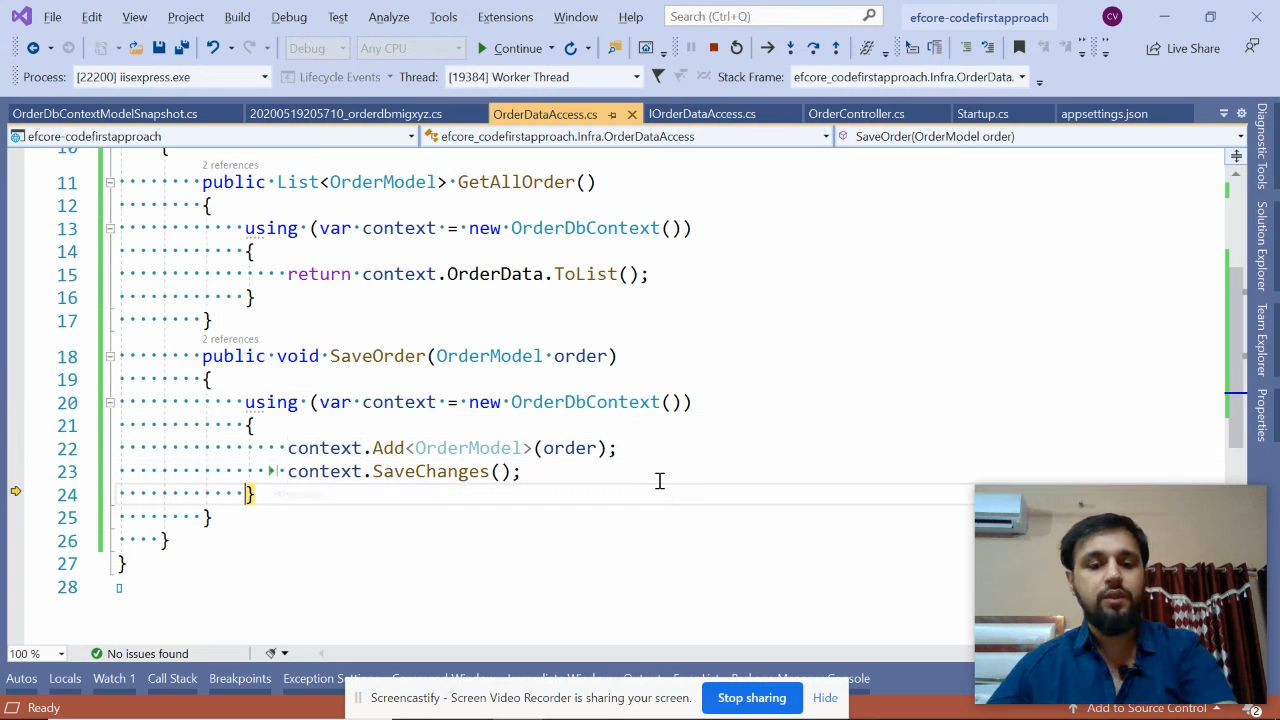 File Edit View Project Build Debug Test Analyze Tools Extensions Window Help Search (Ctrl+Q) efcore-codefirstapproach CV
Debug Any CPU Continue Live Share
Process: [22200] iisexpress.exe Lifecycle Events Thread: [19384] Worker Thread Stack Frame: efcore_codefirstapproach.Infra.OrderData.
OrderDbContextModelSnapshot.cs 20200519205710_orderdbmigxyz.cs OrderDataAccess.cs IOrderDataAccess.cs OrderController.cs Startup.cs appsettings.json
efcore-codefirstapproach efcore_codefirstapproach.Infra.OrderDataAccess SaveOrder(OrderModel order)
10 {
2 references
11 public List<OrderModel> GetAllOrder()
12 {
13 using (var context = new OrderDbContext())
14 {
15 return context.OrderData.ToList();
16 }
17 }
2 references
18 public void SaveOrder(OrderModel order)
19 {
20 using (var context = new OrderDbContext())
21 {
22 context.Add<OrderModel>(order);
23 context.SaveChanges();
24 }
25 }
26 }
27 }
28
Diagnostic Tools
Solution Explorer
Team Explorer
Properties
100 % No issues found
Autos Locals Watch 1 Call Stack Breakpoints Exception
Screencastify - Screen Video Recorder is sharing your screen. Stop sharing Hide
Ready Add to Source Control 2